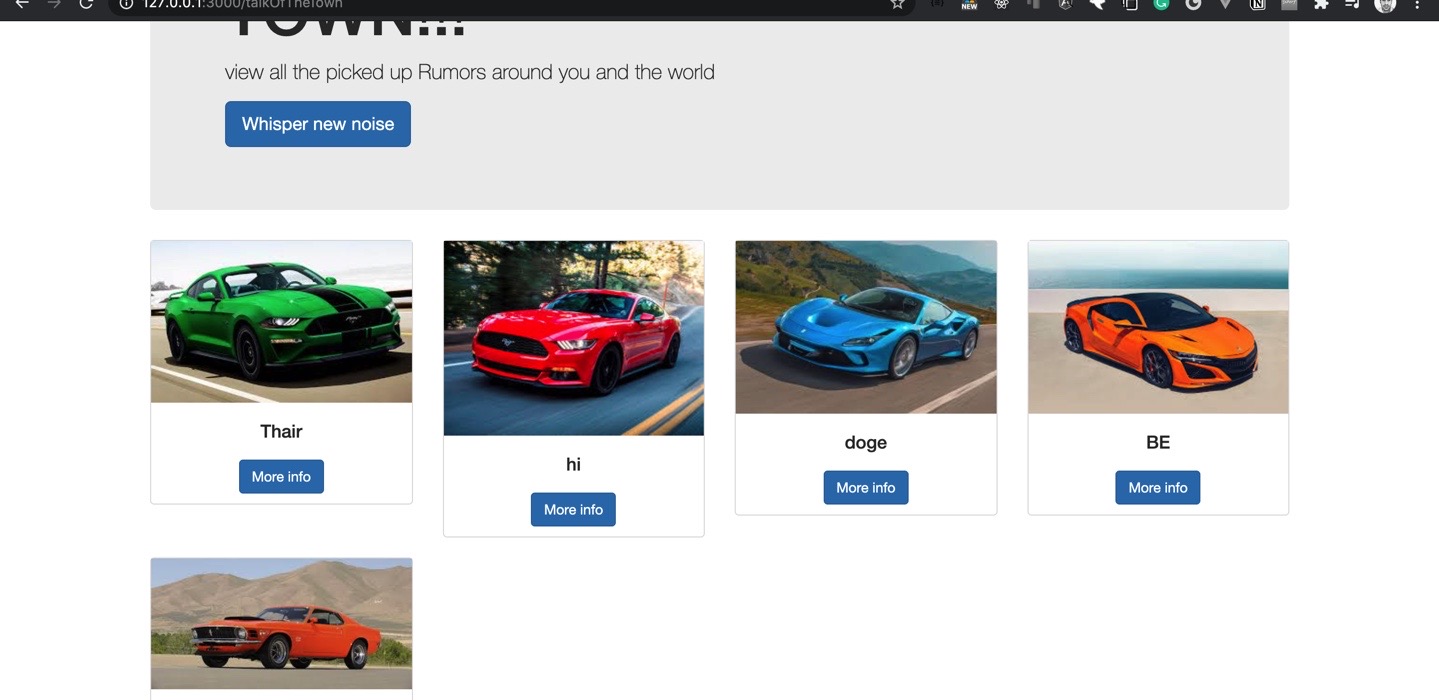 127.0.0.1:3000/talkOfTheTown
TOWN!!!
view all the picked up Rumors around you and the world
Whisper new noise
Thair
hi
doge
BE
More info
More info
More info
More info